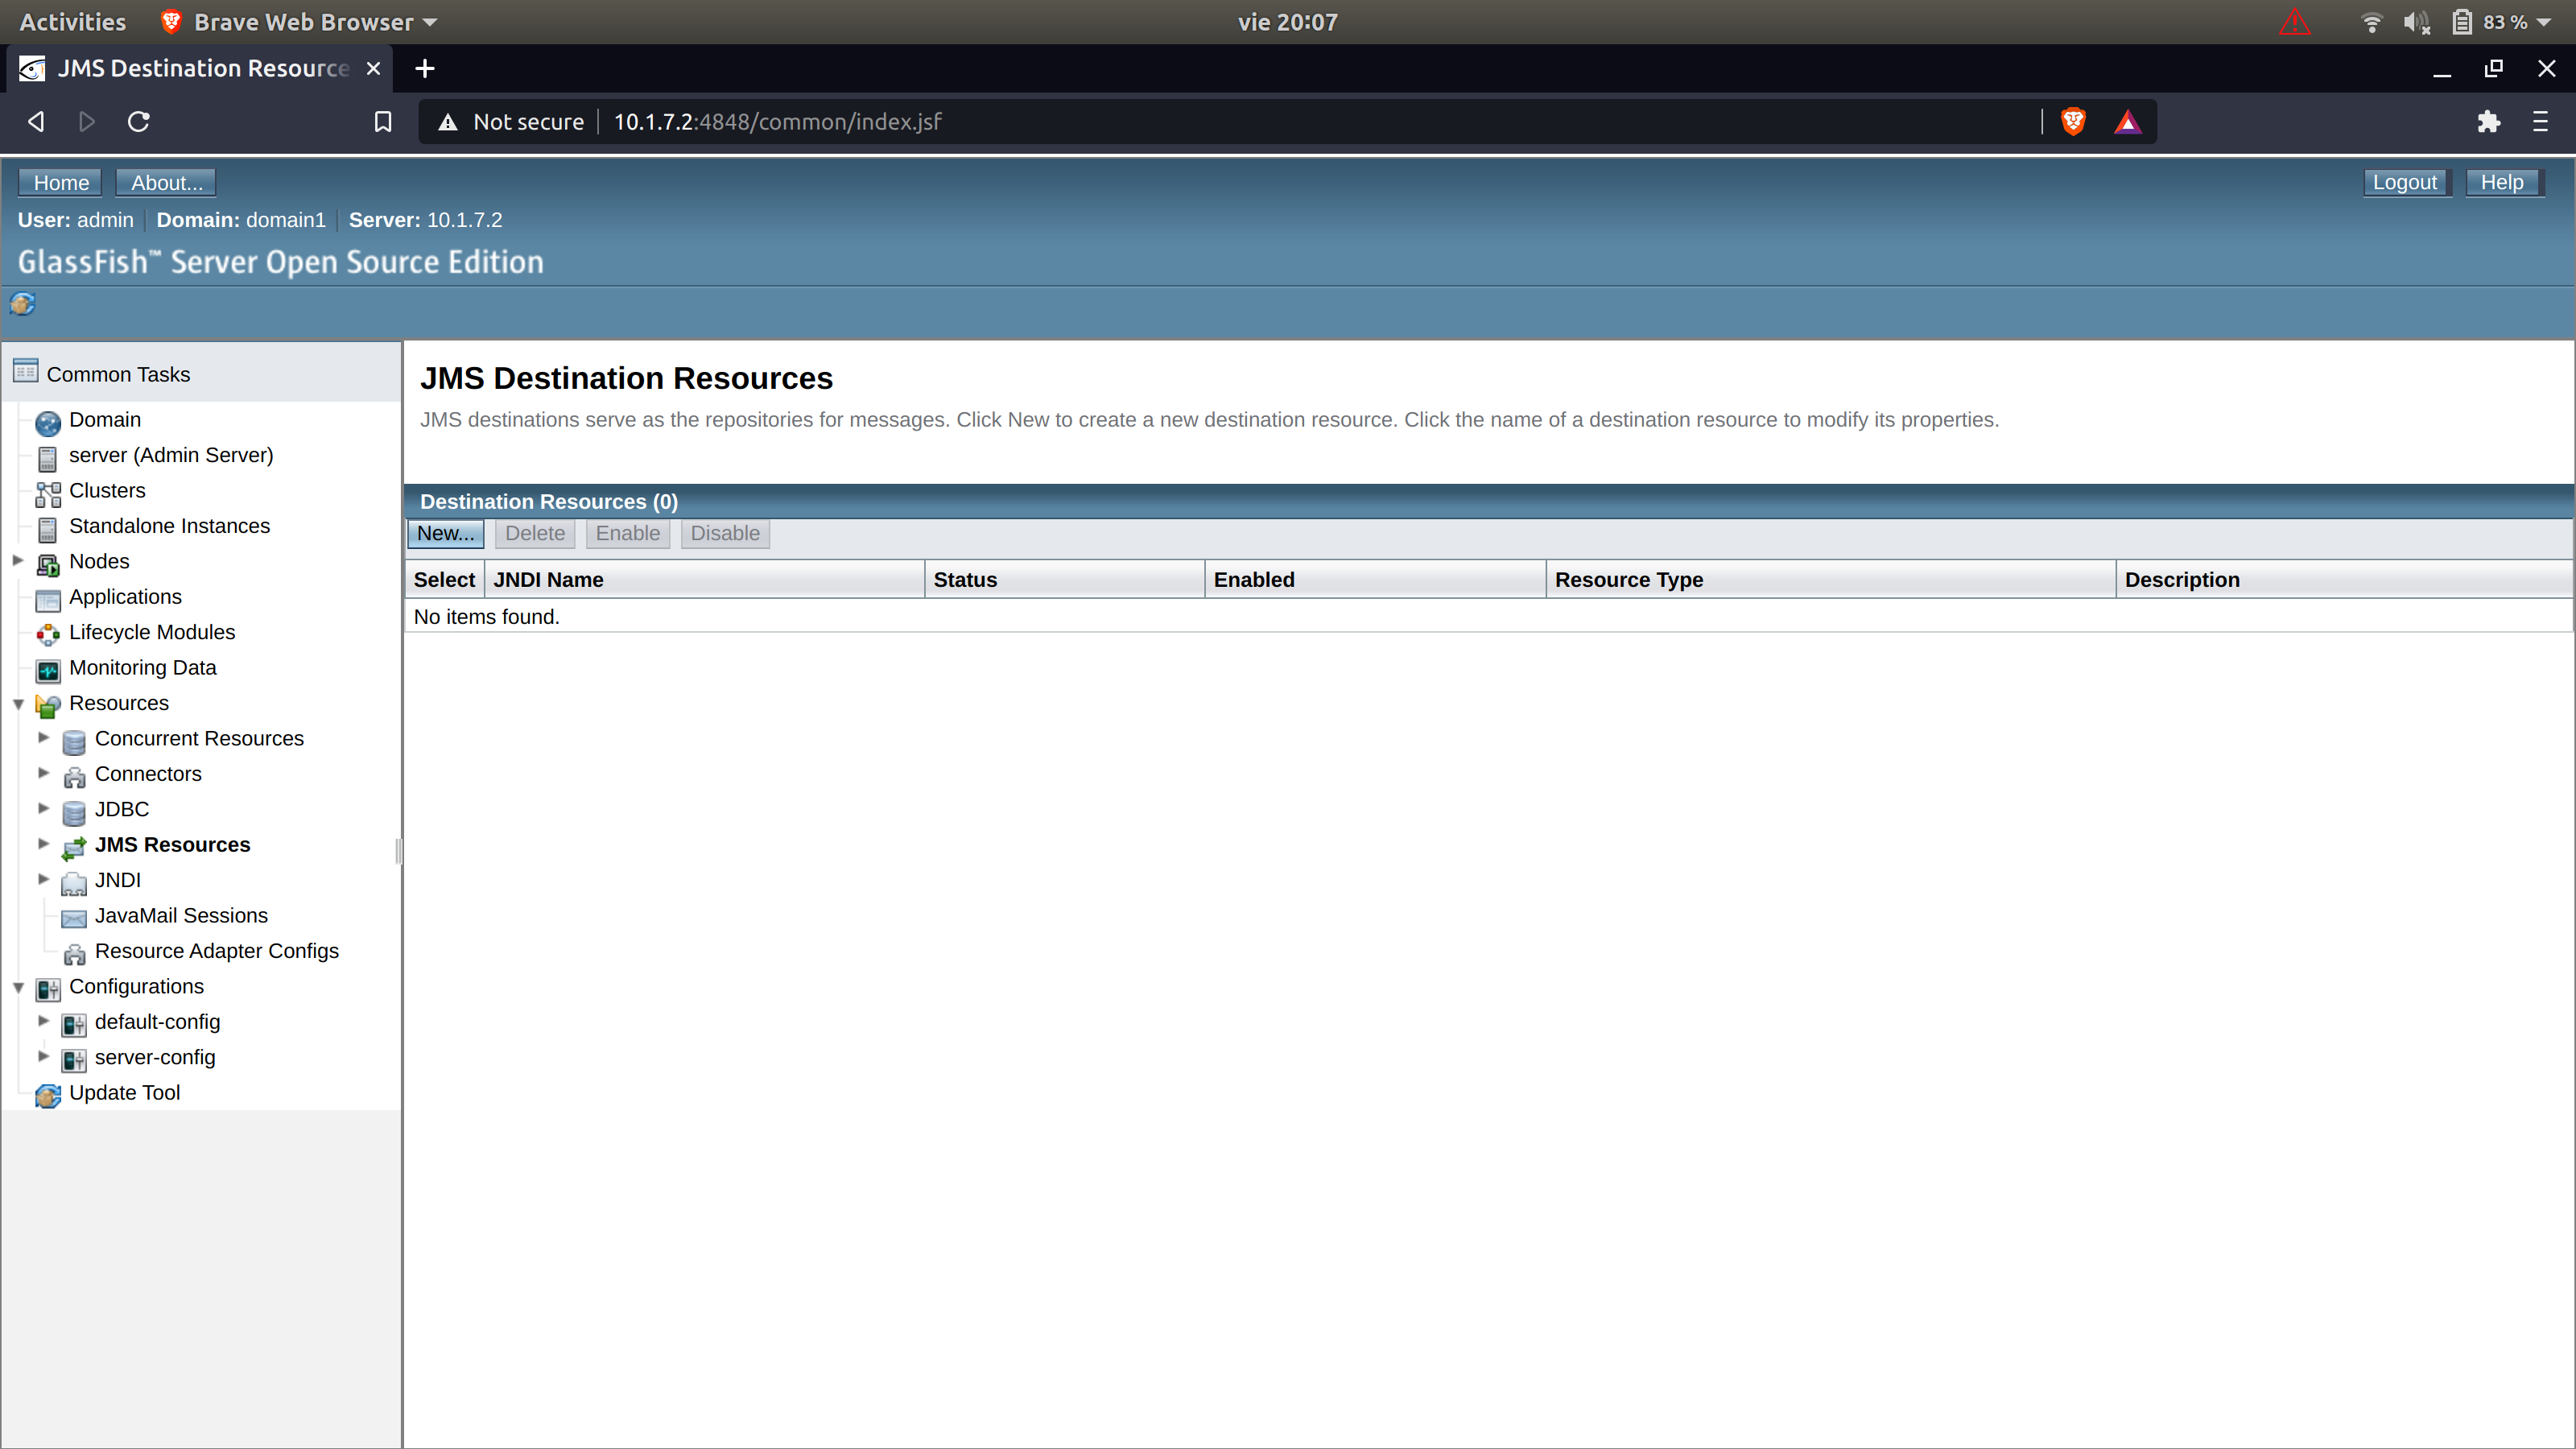 Activities Brave Web Browser vie 20:07 83 %
JMS Destination Resource
Not secure 10.1.7.2:4848/common/index.jsf
Home About... Logout Help
User: admin Domain: domain1 Server: 10.1.7.2
GlassFish™ Server Open Source Edition
Common Tasks
Domain
server (Admin Server)
Clusters
Standalone Instances
Nodes
Applications
Lifecycle Modules
Monitoring Data
Resources
Concurrent Resources
Connectors
JDBC
JMS Resources
JNDI
JavaMail Sessions
Resource Adapter Configs
Configurations
default-config
server-config
Update Tool
JMS Destination Resources
JMS destinations serve as the repositories for messages. Click New to create a new destination resource. Click the name of a destination resource to modify its properties.
Destination Resources (0)
New... Delete Enable Disable
Select JNDI Name Status Enabled Resource Type Description
No items found.